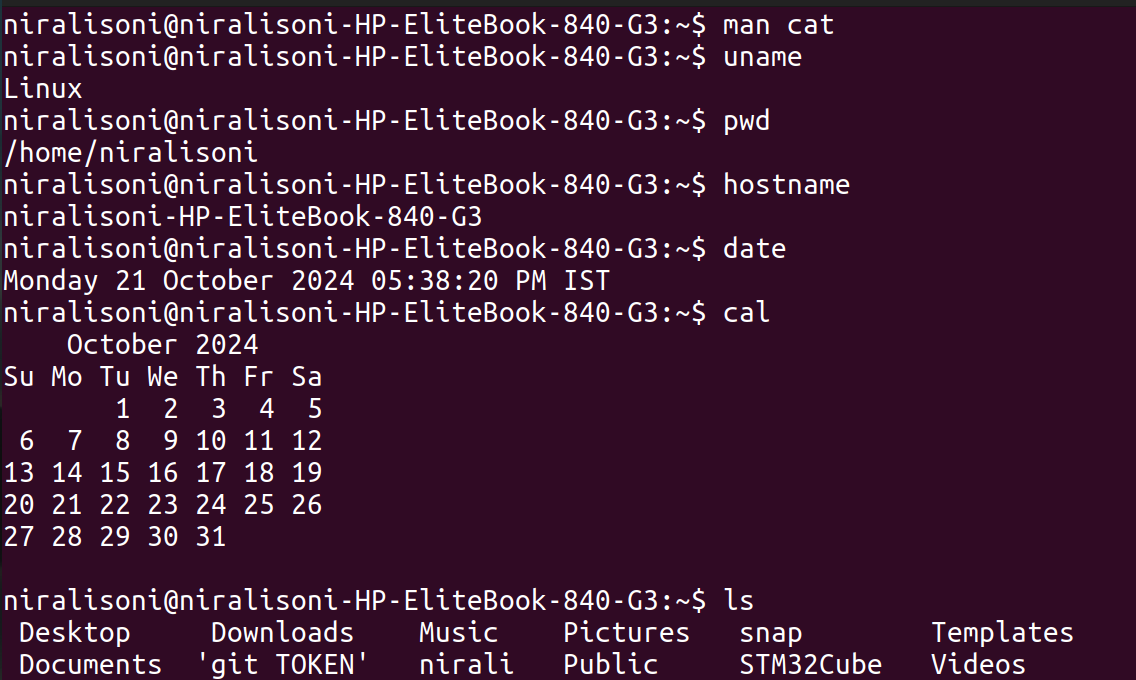 niralisoni@niralisoni-HP-EliteBook-840-G3:~$ man cat
niralisoni@niralisoni-HP-EliteBook-840-G3:~$ uname
Linux
niralisoni@niralisoni-HP-EliteBook-840-G3:~$ pwd
/home/niralisoni
niralisoni@niralisoni-HP-EliteBook-840-G3:~$ hostname
niralisoni-HP-EliteBook-840-G3
niralisoni@niralisoni-HP-EliteBook-840-G3:~$ date
Monday 21 October 2024 05:38:20 PM IST
niralisoni@niralisoni-HP-EliteBook-840-G3:~$ cal
    October 2024
Su Mo Tu We Th Fr Sa
       1  2  3  4  5
 6  7  8  9 10 11 12
13 14 15 16 17 18 19
20 21 22 23 24 25 26
27 28 29 30 31
niralisoni@niralisoni-HP-EliteBook-840-G3:~$ ls
 Desktop     Downloads    Music    Pictures   snap        Templates
 Documents  'git TOKEN'   nirali   Public     STM32Cube   Videos